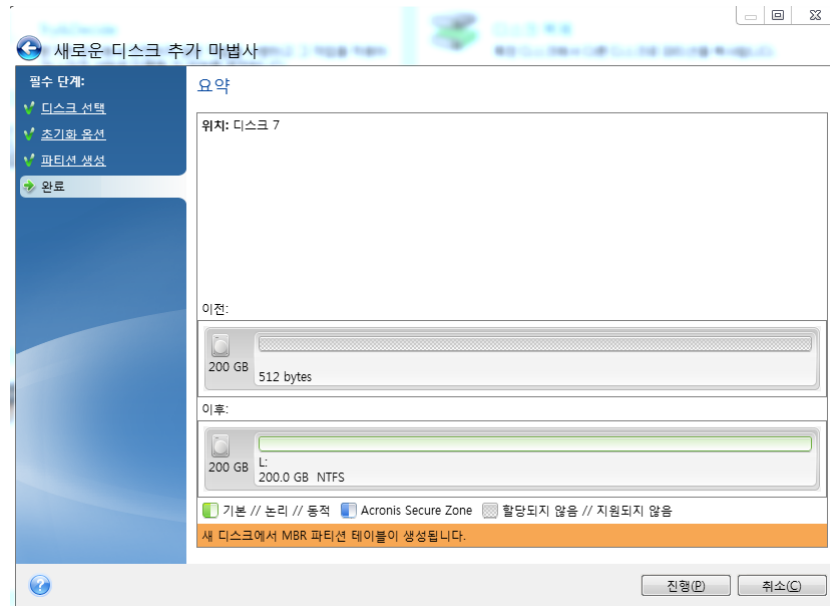 새로운 디스크 추가 마법사
필수 단계:
디스크 선택
초기화 옵션
파티션 생성
완료
요약
위치: 디스크 7
이전:
200 GB
512 bytes
이후:
200 GB
L:
200.0 GB NTFS
기본 // 논리 // 동적 Acronis Secure Zone 할당되지 않음 // 지원되지 않음
새 디스크에서 MBR 파티션 테이블이 생성됩니다.
진행(P) 취소(C)